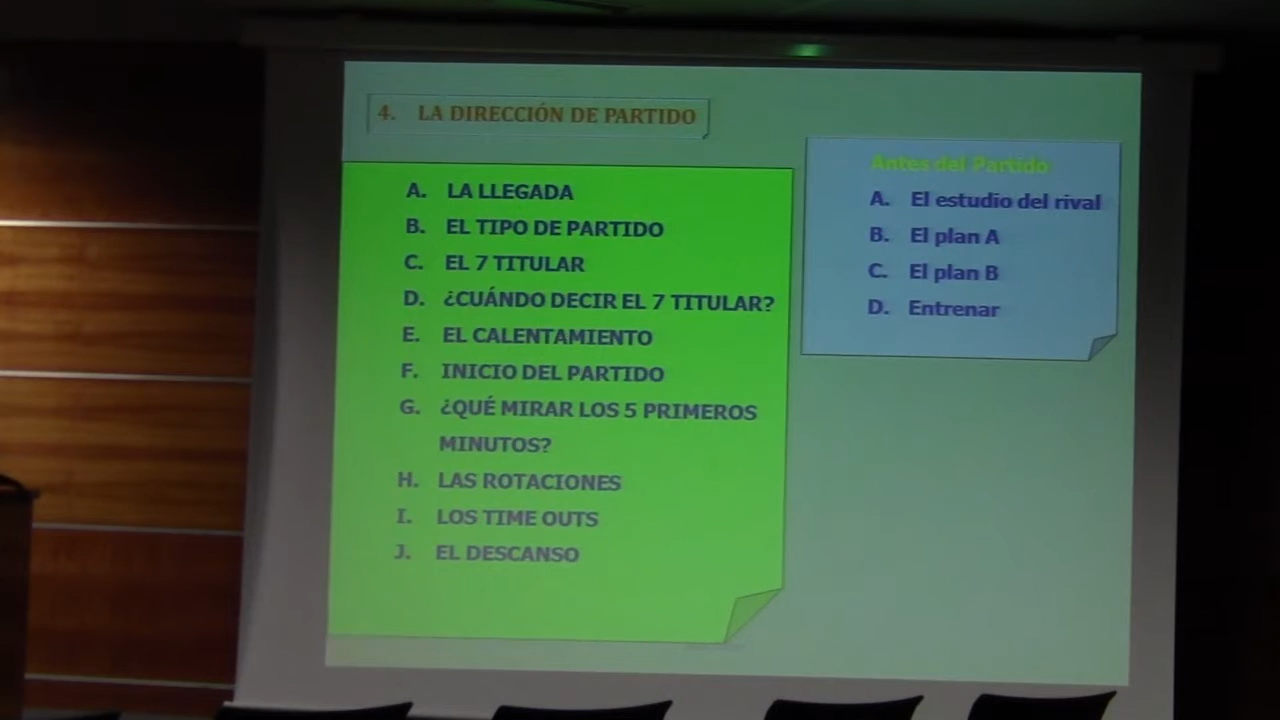 4. LA DIRECCIÓN DE PARTIDO
A. LA LLEGADA
B. EL TIPO DE PARTIDO
C. EL 7 TITULAR
D. ¿CUÁNDO DECIR EL 7 TITULAR?
E. EL CALENTAMIENTO
F. INICIO DEL PARTIDO
G. ¿QUÉ MIRAR LOS 5 PRIMEROS
MINUTOS?
H. LAS ROTACIONES
I. LOS TIME OUTS
J. EL DESCANSO
Antes del Partido
A. El estudio del rival
B. El plan A
C. El plan B
D. Entrenar